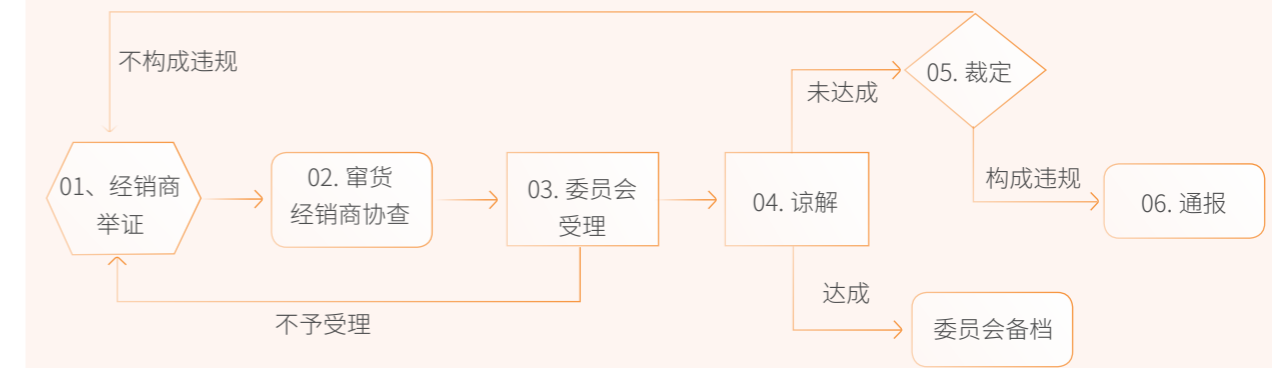 不构成违规
01、经销商
举证
02. 窜货
经销商协查
03. 委员会
受理
不予受理
04. 谅解
未达成
05. 裁定
构成违规
06. 通报
达成
委员会备档